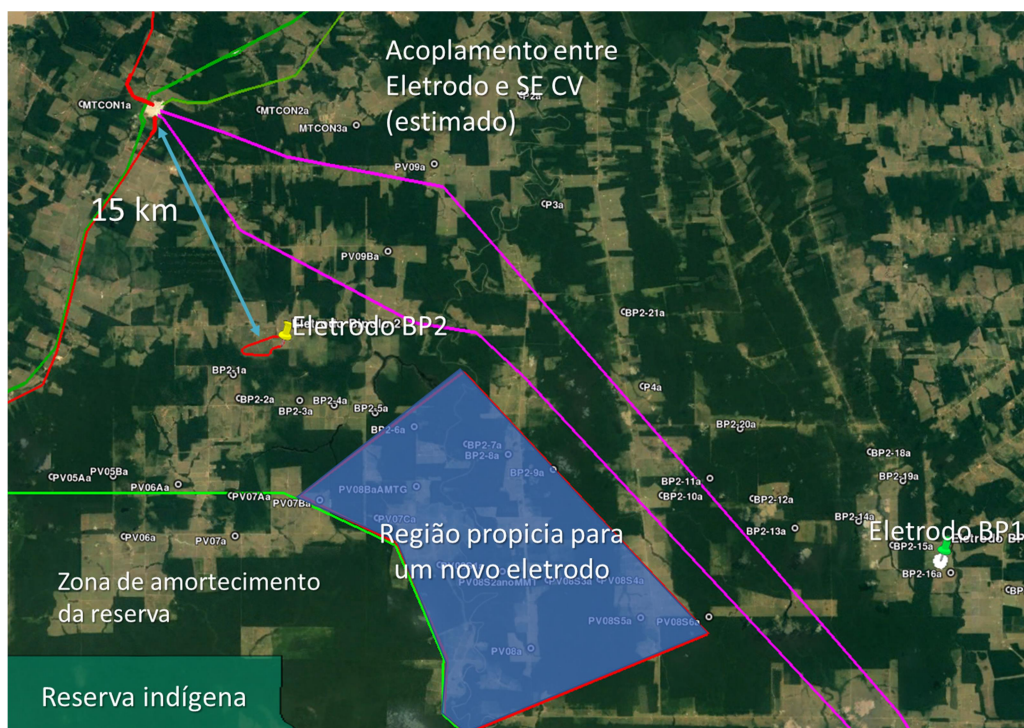 Acoplamento entre
Eletrodo e SE CV
(estimado)
P2a
MTCON1a
MTCON2a
MTCON3a
PV09a
P3a
15 km
PV09Ba
BP2-21a
Eletrodo BP2
BP2-1a
P4a
BP2-2a
BP2-3a
BP2-4a
BP2-5a
BP2-6a
BP2-20a
BP2-7a
BP2-8a
BP2-18a
BP2-9a
BP2-19a
PV05Aa
PV05Ba
PV06Aa
PV07Aa
PV07Ba
PV08BaAMTG
BP2-11a
BP2-10a
BP2-12a
PV07Ca
BP2-14a
BP2-13a
Eletrodo BP1
PV06a
PV07a
Região propicia para
um novo eletrodo
BP2-15a
BP2-16a
PV08S2anoMMT
PV08S3a
PV08S4a
Zona de amortecimento
da reserva
PV08S5a
PV08S6a
PV08a
Reserva indígena